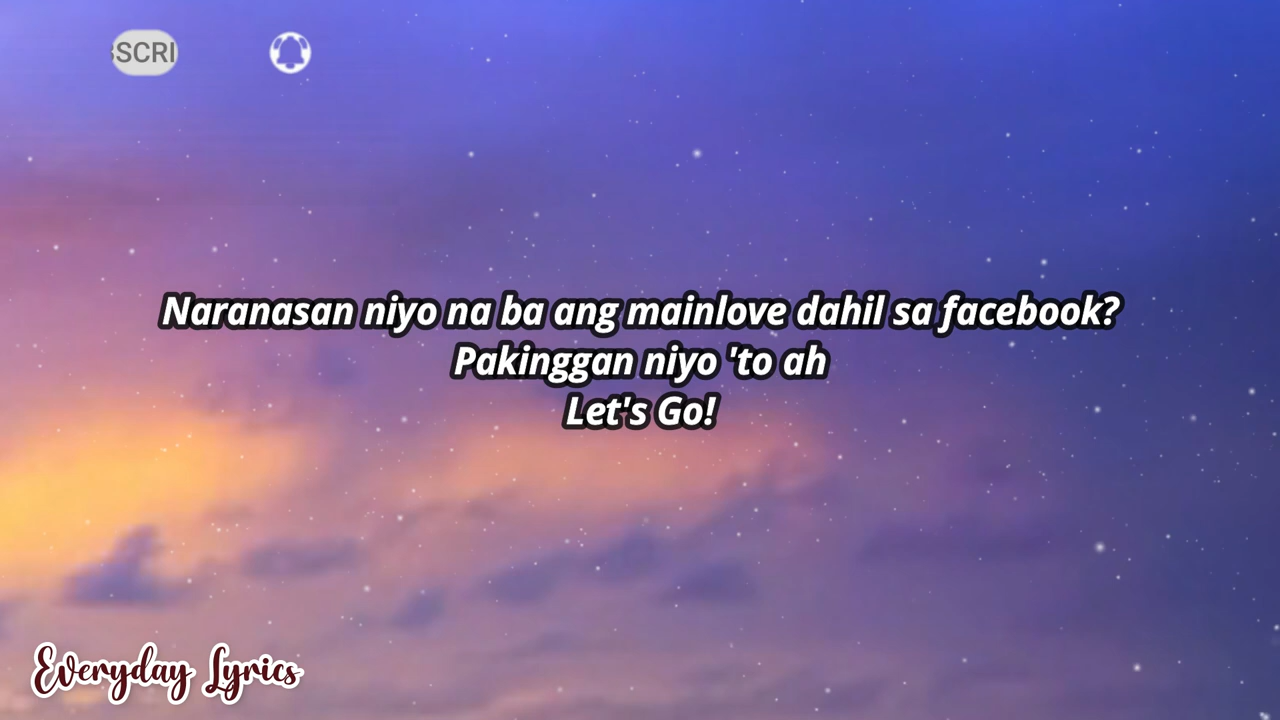 SCRI
Naranasan niyo na ba ang mainlove dahil sa facebook?
Pakinggan niyo 'to ah
Let's Go!
Everyday Lyrics